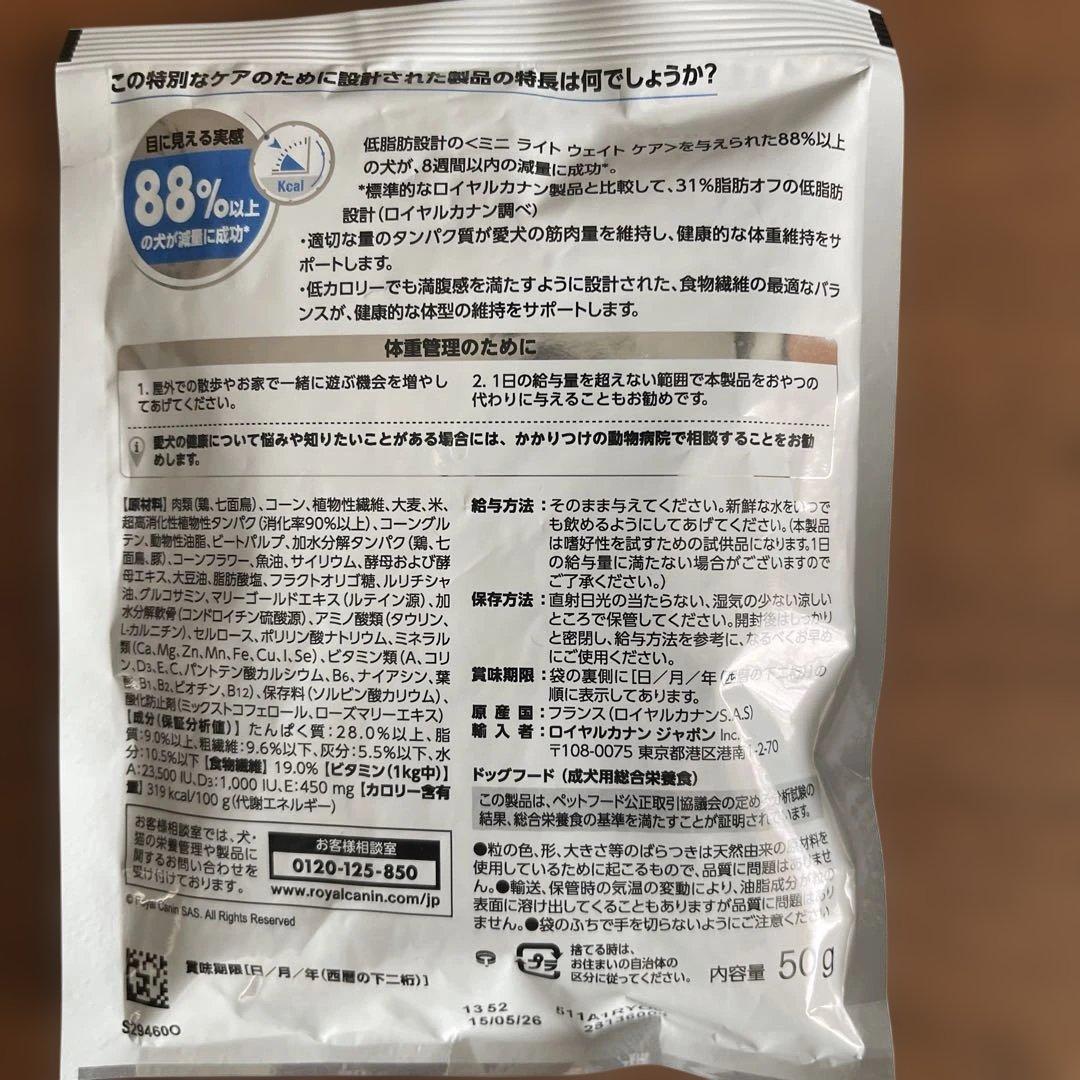 この特別なケアのために設計された製品の特長は何でしょうか?
目に見える実感
88%以上
の犬が減量に成功*
Kcal
低脂肪設計の<ミニ ライト ウェイト ケア>を与えられた88%以上
の犬が、8週間以内の減量に成功*。
*標準的なロイヤルカナン製品と比較して、31%脂肪オフの低脂肪
設計(ロイヤルカナン調べ)
・適切な量のタンパク質が愛犬の筋肉量を維持し、健康的な体重維持をサ
ポートします。
・低カロリーでも満腹感を満たすように設計された、食物繊維の最適なバラ
ンスが、健康的な体型の維持をサポートします。
体重管理のために
1. 屋外での散歩やお家で一緒に遊ぶ機会を増やし
てあげてください。
2. 1日の給与量を超えない範囲で本製品をおやつの
代わりに与えることもお勧めです。
愛犬の健康について悩みや知りたいことがある場合には、かかりつけの動物病院で相談することをお勧
めします。
【原材料】肉類(鶏、七面鳥)、コーン、植物性繊維、大麦、米、
超高消化性植物性タンパク(消化率90%以上)、コーングル
テン、動物性油脂、ビートパルプ、加水分解タンパク(鶏、七
面鳥、豚)、コーンフラワー、魚油、サイリウム、酵母および酵
母エキス、大豆油、脂肪酸塩、フラクトオリゴ糖、ルリチシャ
油、グルコサミン、マリーゴールドエキス(ルテイン源)、加
水分解軟骨(コンドロイチン硫酸源)、アミノ酸類(タウリン、
L-カルニチン)、セルロース、ポリリン酸ナトリウム、ミネラル
類(Ca,Mg,Zn,Mn,Fe,Cu,I,Se)、ビタミン類(A、コリ
ン、D3、E、C、パントテン酸カルシウム、B6、ナイアシン、葉
酸、B1、B2、ビオチン、B12)、保存料(ソルビン酸カリウム)、
酸化防止剤(ミックストコフェロール、ローズマリーエキス)
【成分(保証分析値)】たんぱく質:28.0%以上、脂
質:9.0%以上、粗繊維:9.6%以下、灰分:5.5%以下、水
分:10.5%以下【食物繊維】19.0%【ビタミン(1kg中)】
A:23,500 IU、D3:1,000 IU、E:450 mg【カロリー含有
量】319 kcal/100 g(代謝エネルギー)
給与方法:そのまま与えてください。新鮮な水をいつで
も飲めるようにしてあげてください。(本製品
は嗜好性を試すための試供品になります。1日
の給与量に満たない場合がございますので
ご了承ください。)
保存方法:直射日光の当たらない、湿気の少ない涼しい
ところで保管してください。開封後はしっかり
と密閉し、給与方法を参考に、なるべくお早め
にご使用ください。
賞味期限:袋の裏側に[日/月/年(西暦の下二桁)]の
順に表示してあります。
原産国:フランス(ロイヤルカナンS.A.S)
輸入者:ロイヤルカナン ジャポン Inc.
〒108-0075 東京都港区港南1-2-70
ドッグフード(成犬用総合栄養食)
この製品は、ペットフード公正取引協議会の定める分析試験の
結果、総合栄養食の基準を満たすことが証明されています。
●粒の色、形、大きさ等のばらつきは天然由来の原材料を
使用しているために起こるもので、品質に問題はありませ
ん。●輸送、保管時の気温の変動により、油脂成分が粒の
表面に溶け出してくることもありますが品質に問題はあり
ません。●袋のふちで手を切らないようにご注意ください
お客様相談室では、犬・
猫の栄養管理や製品に
関するお問い合わせを
受け付けております。
お客様相談室
0120-125-850
www.royalcanin.com/jp
© Royal Canin SAS. All Rights Reserved
プラ
捨てる時は、
お住まいの自治体の
区分に従ってください。
内容量 50 g
賞味期限[日/月/年(西暦の下二桁)]
13 52
15/05/26
S29460O